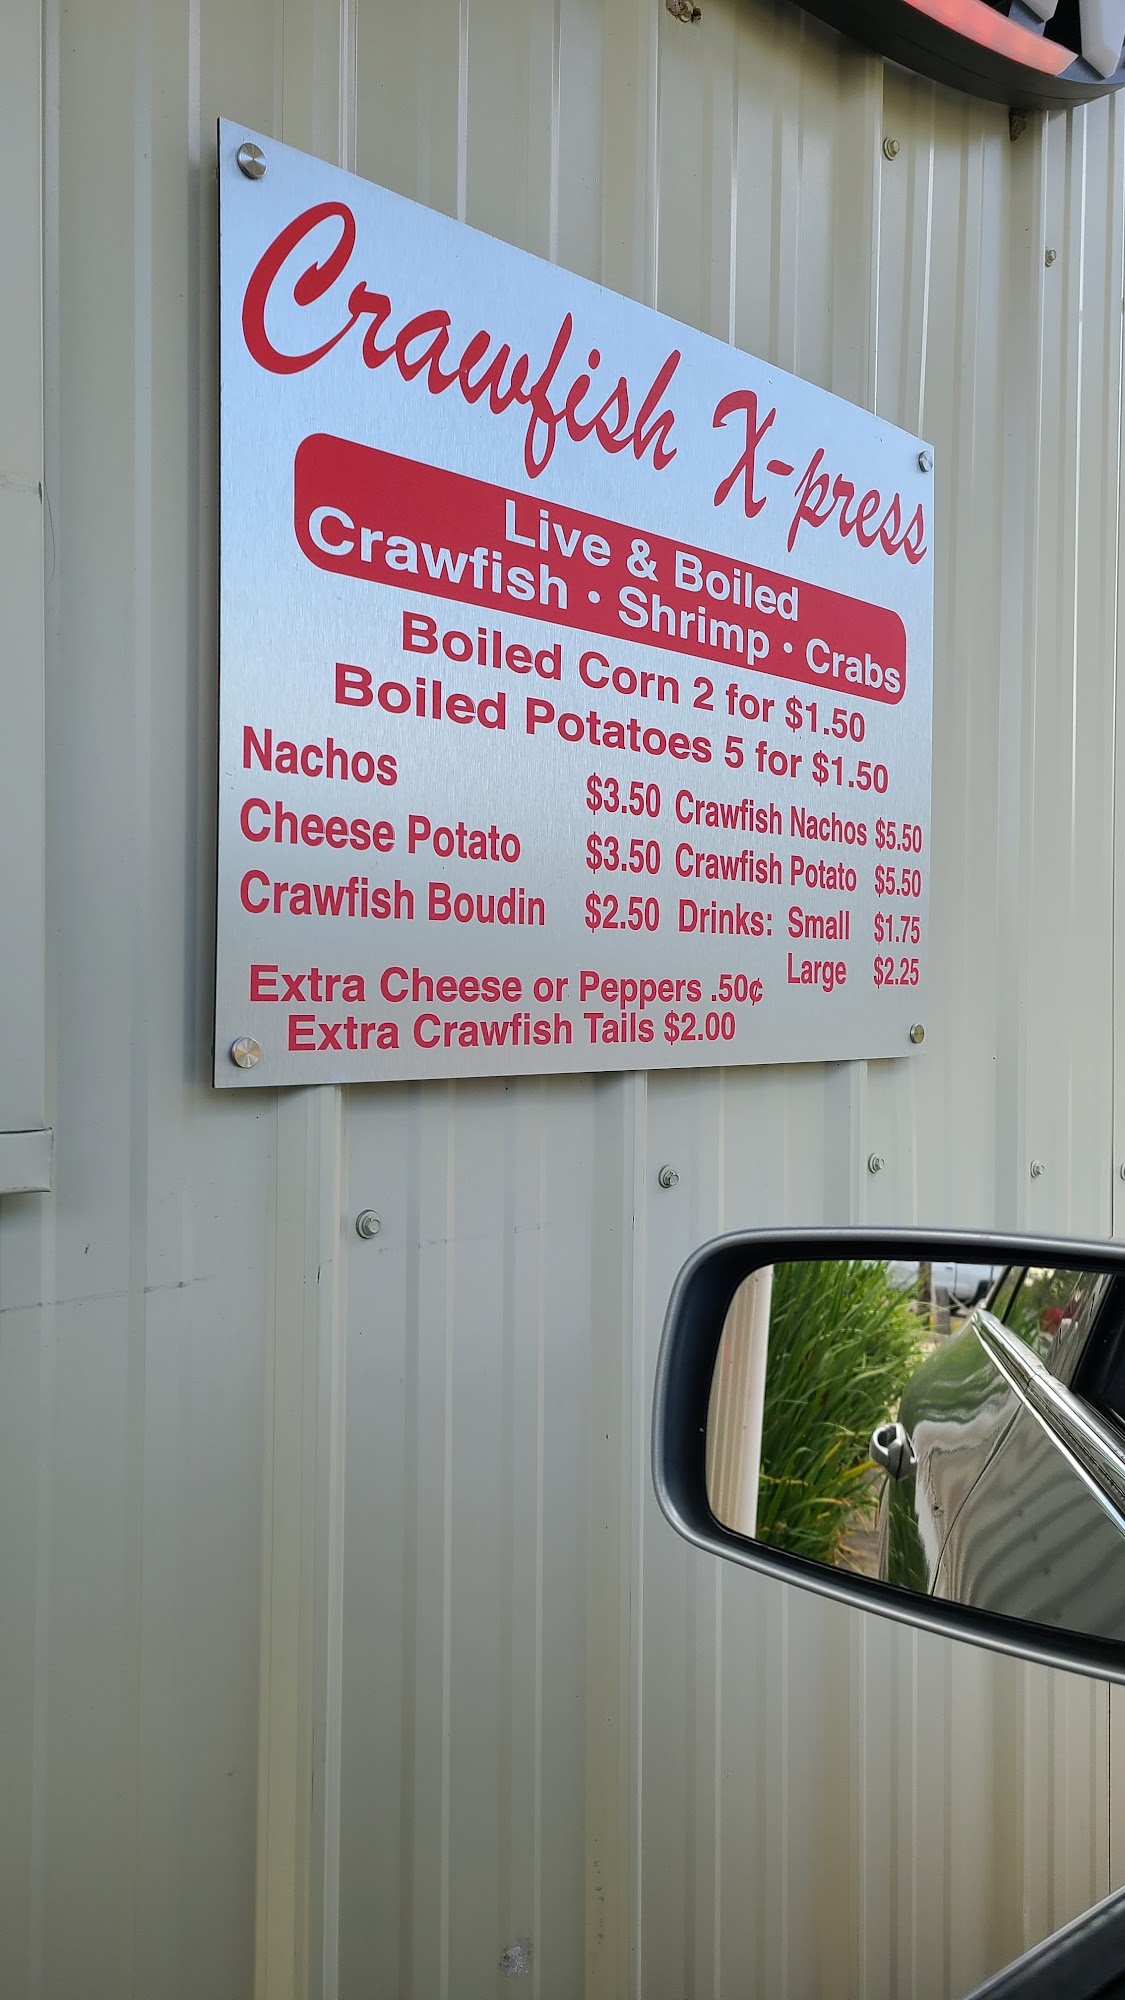 Crawfish X-press
Live & Boiled
Crawfish · Shrimp · Crabs
Boiled Corn 2 for $1.50
Boiled Potatoes 5 for $1.50
Nachos $3.50 Crawfish Nachos $5.50
Cheese Potato $3.50 Crawfish Potato $5.50
Crawfish Boudin $2.50 Drinks: Small $1.75
Large $2.25
Extra Cheese or Peppers .50¢
Extra Crawfish Tails $2.00